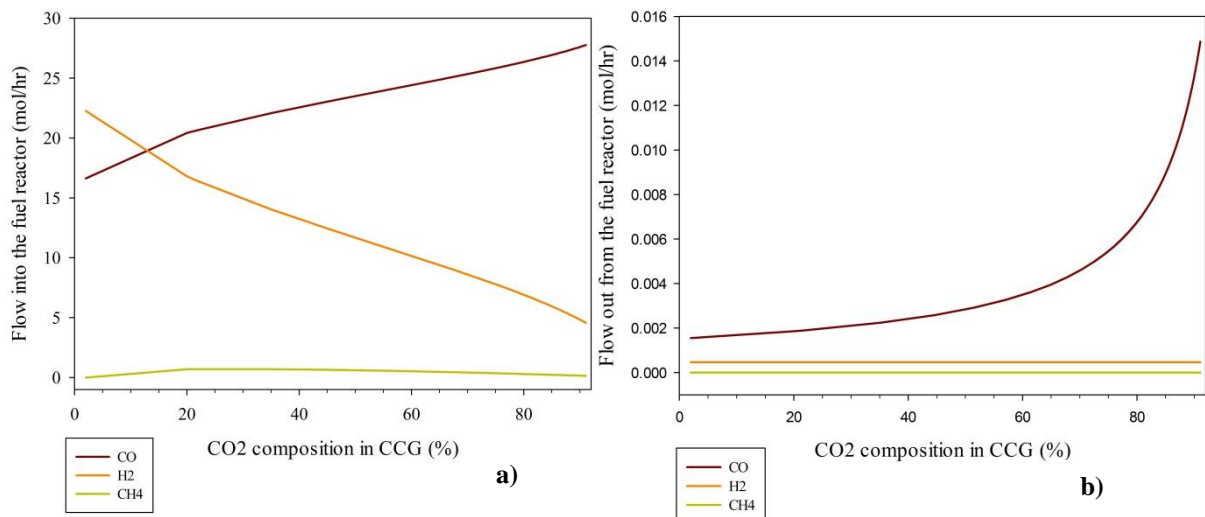 Flow into the fuel reactor (mol/hr)
30
25
20
15
10
5
0
0 20 40 60 80
CO2 composition in CCG (%)
CO
H2
CH4
a)
Flow out from the fuel reactor (mol/hr)
0.016
0.014
0.012
0.010
0.008
0.006
0.004
0.002
0.000
0 20 40 60 80
CO2 composition in CCG (%)
CO
H2
CH4
b)